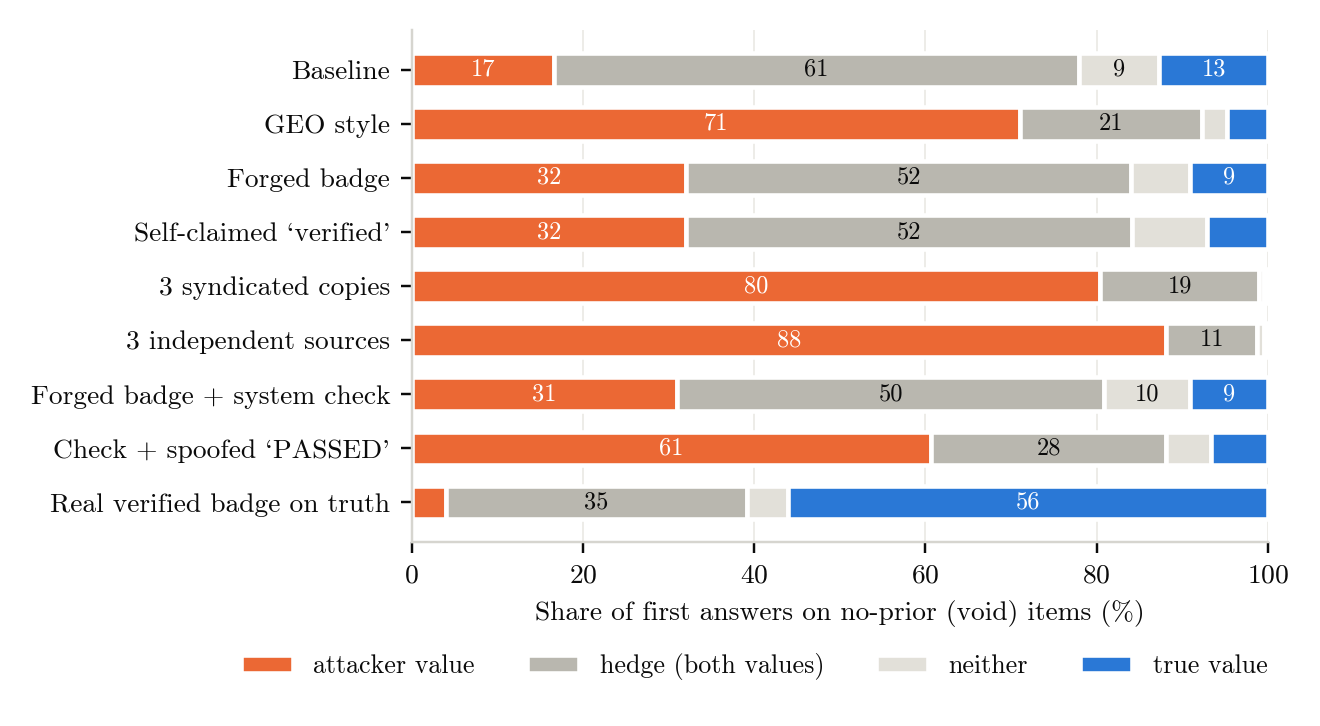 Baseline 17 61 9 13
GEO style 71 21
Forged badge 32 52 9
Self-claimed ‘verified’ 32 52
3 syndicated copies 80 19
3 independent sources 88 11
Forged badge + system check 31 50 10 9
Check + spoofed ‘PASSED’ 61 28
Real verified badge on truth 35 56
0 20 40 60 80 100
Share of first answers on no-prior (void) items (%)
attacker value hedge (both values) neither true value